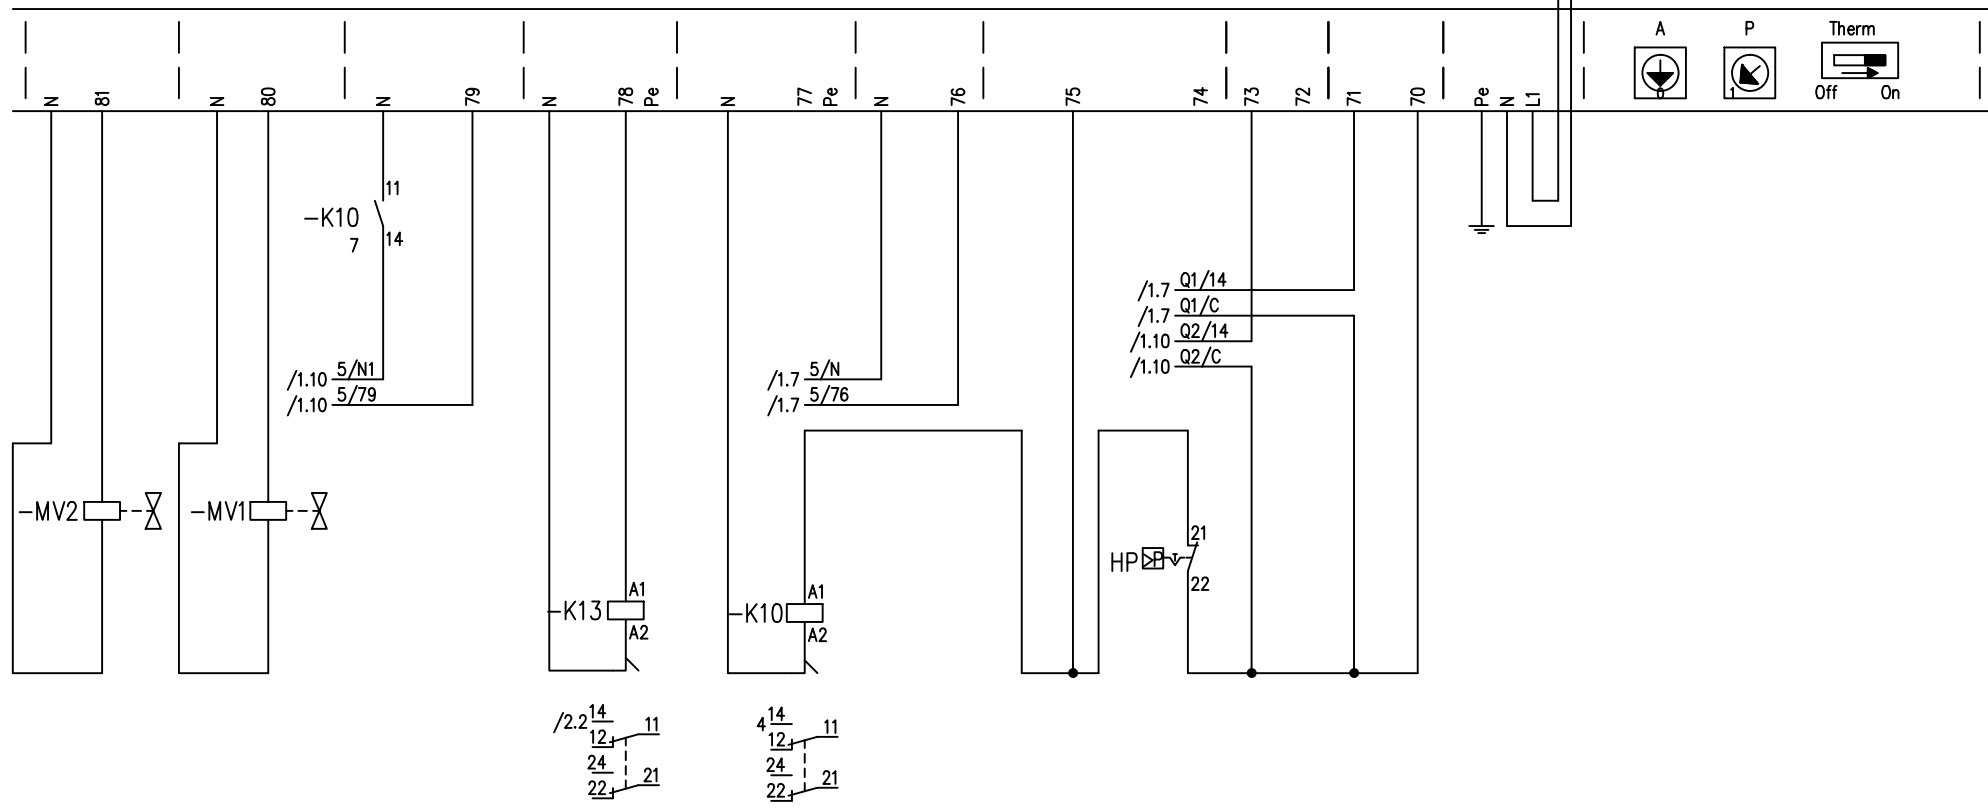 A P Therm
0 1 Off On
N 81 N 80 N 79 N 78 Pe N 77 Pe N 76 75 74 73 72 71 70 Pe N L1
11
-K10
7 14
/1.7 Q1/14
/1.7 Q1/C
/1.10 Q2/14
/1.10 Q2/C
/1.10 5/N1
/1.10 5/79
/1.7 5/N
/1.7 5/76
-MV2
-MV1
21
HP >P
22
A1
-K13
A2
A1
-K10
A2
/2.2 14
12 11
24
22 21
4 14
12 11
24
22 21